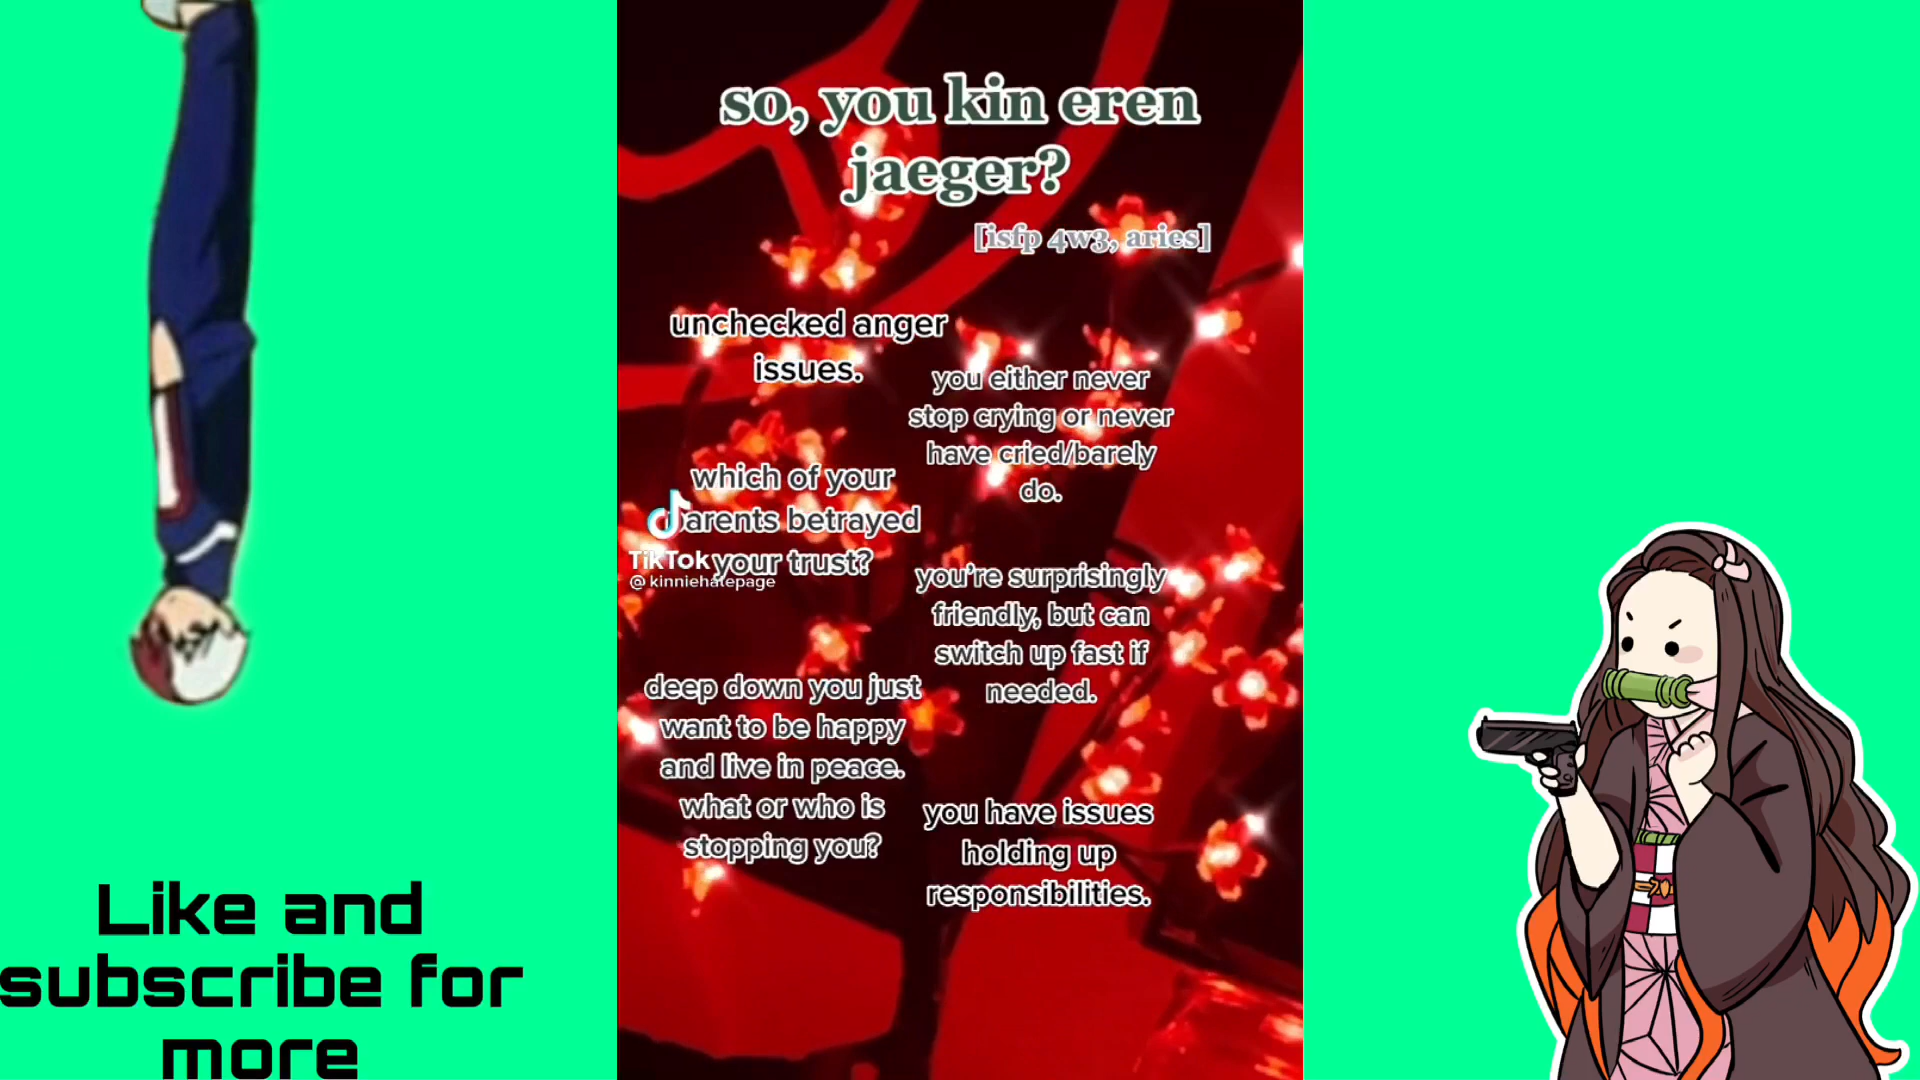 so, you kin eren
jaeger?
[isfp 4w3, aries]
unchecked anger
issues.
you either never
stop crying or never
have cried/barely
do.
which of your
arents betrayed
your trust?
TikTok
@kinniehatepage
you're surprisingly
friendly, but can
switch up fast if
needed.
deep down you just
want to be happy
and live in peace.
what or who is
stopping you?
you have issues
holding up
responsibilities.
Like and
subscribe for
more